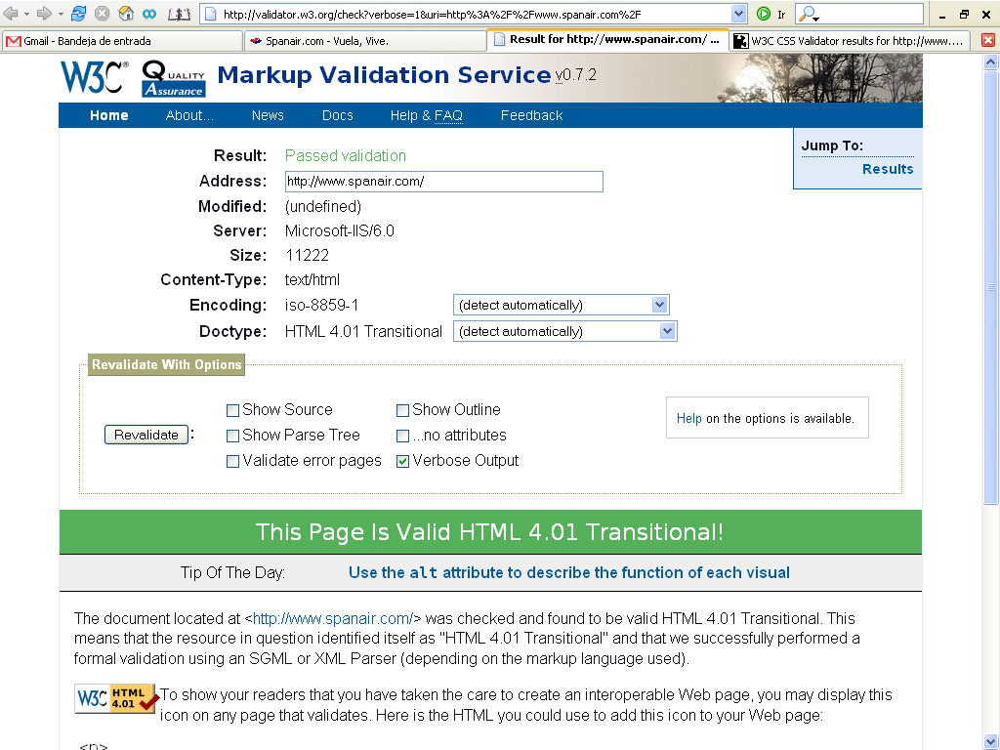 http://validator.w3.org/check?verbose=1&uri=http%3A%2F%2Fwww.spanair.com%2F
Ir
Gmail - Bandeja de entrada
Spanair.com - Vuela, Vive.
Result for http://www.spanair.com/ ...
W3C CSS Validator results for http://www....
W3C® QUALITY Assurance Markup Validation Service v0.7.2
Home About... News Docs Help & FAQ Feedback
Jump To:
Results
Result: Passed validation
Address: http://www.spanair.com/
Modified: (undefined)
Server: Microsoft-IIS/6.0
Size: 11222
Content-Type: text/html
Encoding: iso-8859-1 (detect automatically)
Doctype: HTML 4.01 Transitional (detect automatically)
Revalidate With Options
Show Source Show Outline
Revalidate : Show Parse Tree ...no attributes
Validate error pages Verbose Output
Help on the options is available.
This Page Is Valid HTML 4.01 Transitional!
Tip Of The Day: Use the alt attribute to describe the function of each visual
The document located at <http://www.spanair.com/> was checked and found to be valid HTML 4.01 Transitional. This
means that the resource in question identified itself as "HTML 4.01 Transitional" and that we successfully performed a
formal validation using an SGML or XML Parser (depending on the markup language used).
W3C HTML 4.01
To show your readers that you have taken the care to create an interoperable Web page, you may display this
icon on any page that validates. Here is the HTML you could use to add this icon to your Web page:
<p>